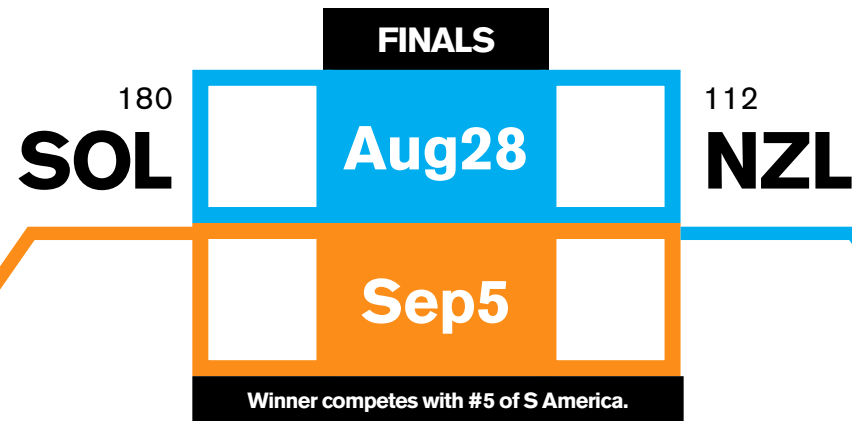 FINALS
180
SOL
Aug28
112
NZL
Sep5
Winner competes with #5 of S America.